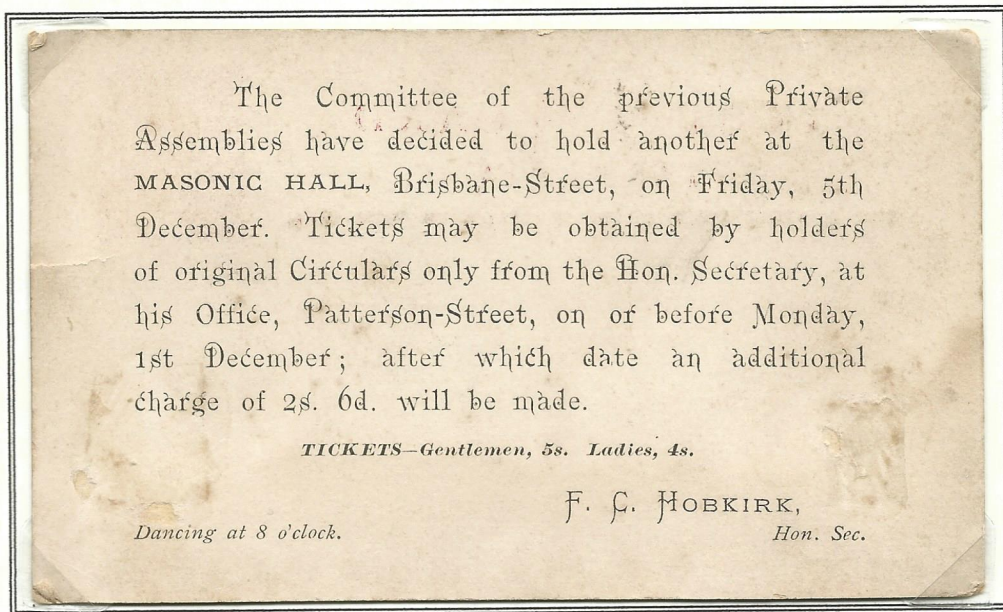 The Committee of the previous Private
Assemblies have decided to hold another at the
MASONIC HALL, Brisbane-Street, on Friday, 5th
December. Tickets may be obtained by holders
of original Circulars only from the Hon. Secretary, at
his Office, Patterson-Street, on or before Monday,
1st December; after which date an additional
charge of 2s. 6d. will be made.
TICKETS—Gentlemen, 5s. Ladies, 4s.
F. C. HOBKIRK,
Dancing at 8 o'clock. Hon. Sec.